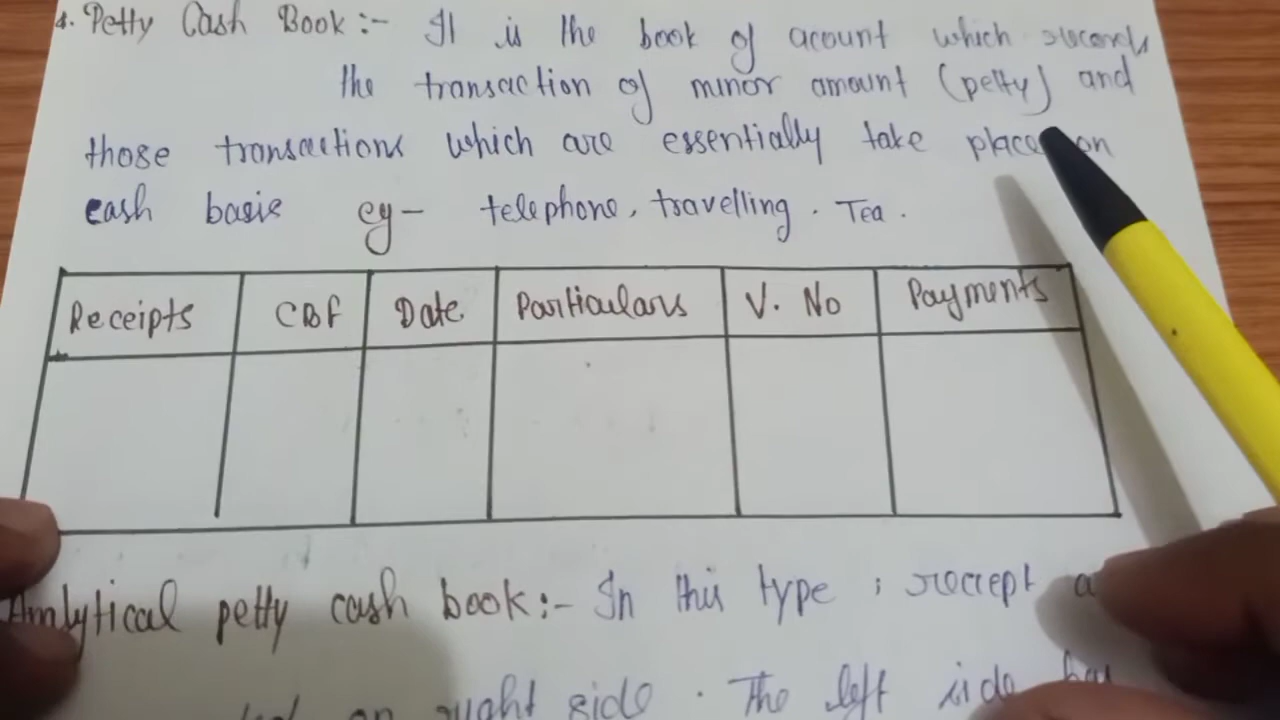 4. Petty Cash Book :- It is the book of acount which records
the transaction of minor amount (petty) and
those transactions which are essentially take place on
cash basis eg- telephone, travelling. Tea.
Receipts CBF Date Particulars V. No Payments
Analytical petty cash book :- In this type ; receipt
on right side. The left side